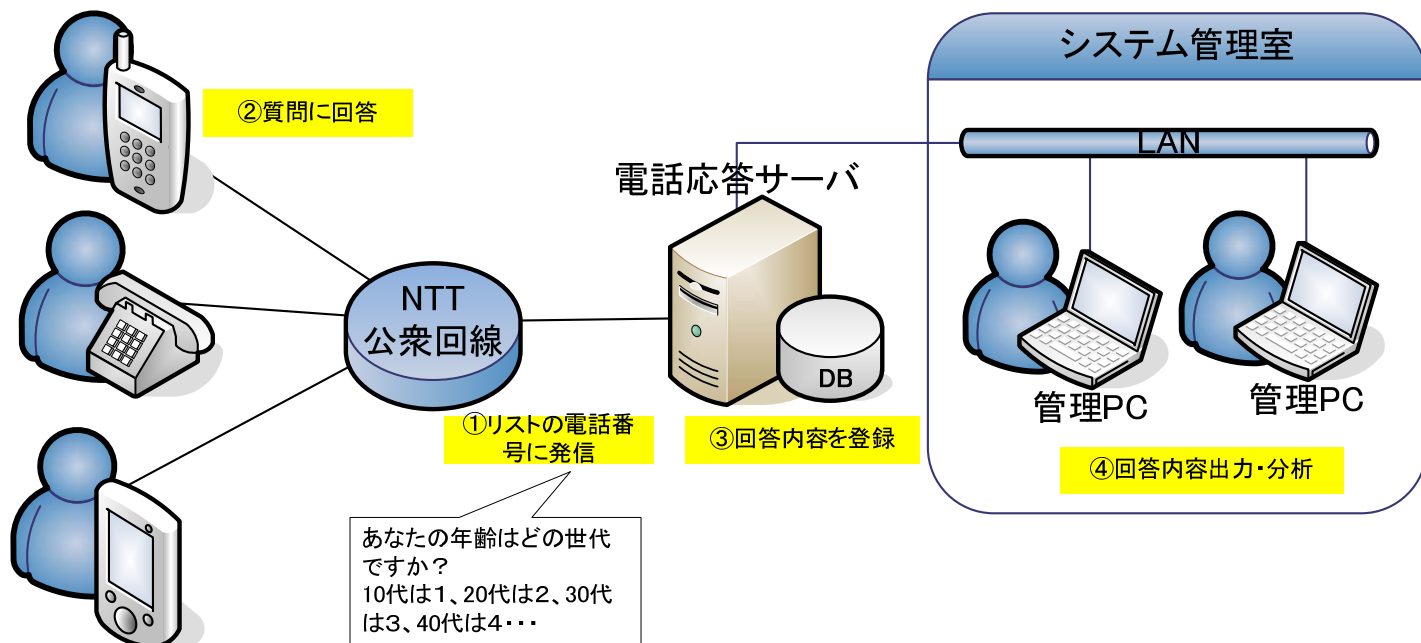 システム管理室
②質問に回答
LAN
電話応答サーバ
NTT
公衆回線
DB
管理PC
管理PC
①リストの電話番
号に発信
③回答内容を登録
④回答内容出力・分析
あなたの年齢はどの世代
ですか？
10代は１、20代は２、30代
は３、40代は４・・・